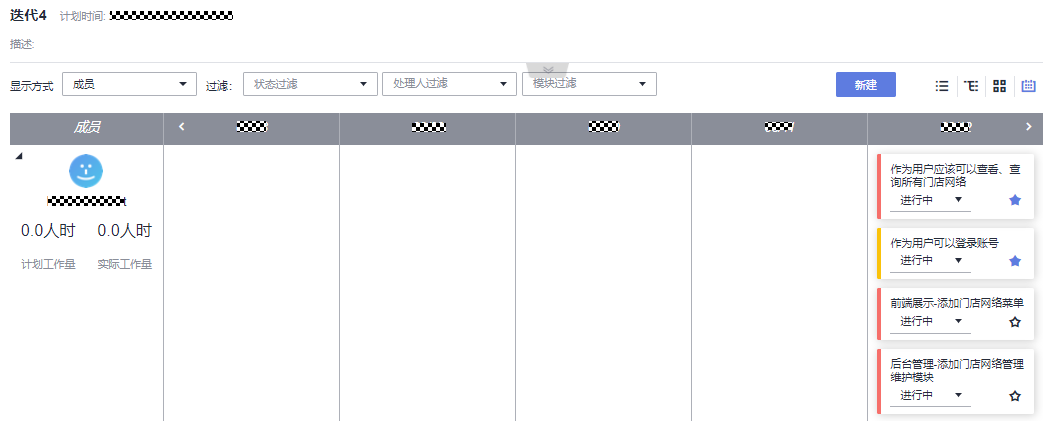 迭代4 计划时间:
描述:
显示方式 成员 过滤: 状态过滤 处理人过滤 模块过滤 新建
成员
0.0人时 0.0人时
计划工作量 实际工作量
作为用户应该可以查看、查
询所有门店网络
进行中
作为用户可以登录账号
进行中
前端展示-添加门店网络菜单
进行中
后台管理-添加门店网络管理
维护模块
进行中